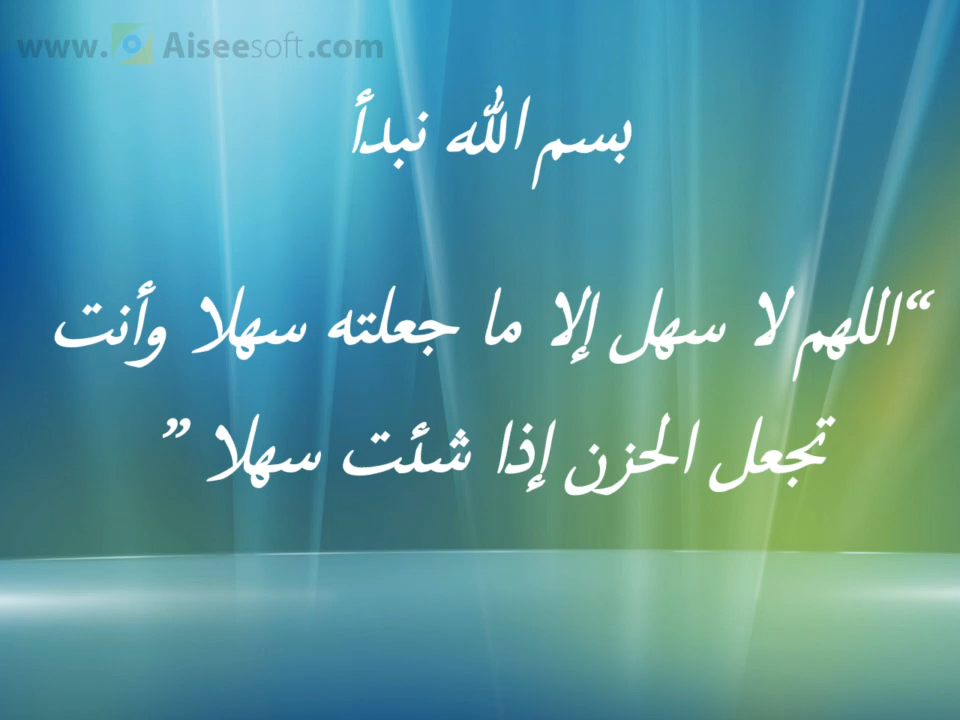 www.Aiseesoft.com
بسم الله نبدأ
“اللهم لا سهل إلا ما جعلته سهلا وأنت
تجعل الحزن إذا شئت سهلا ”